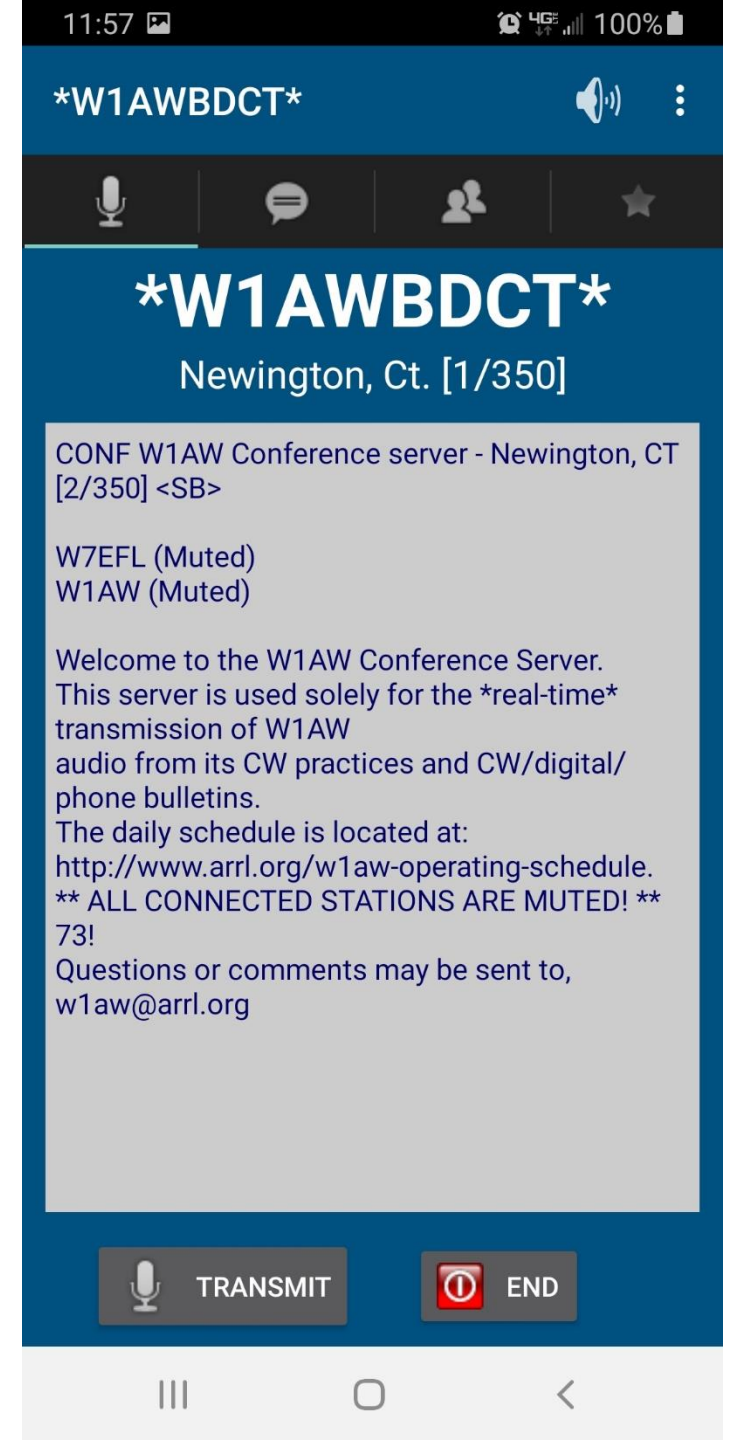 11:57 4GE 100%
*W1AWBDCT*
*W1AWBDCT*
Newington, Ct. [1/350]
CONF W1AW Conference server - Newington, CT
[2/350] <SB>
W7EFL (Muted)
W1AW (Muted)
Welcome to the W1AW Conference Server.
This server is used solely for the *real-time*
transmission of W1AW
audio from its CW practices and CW/digital/
phone bulletins.
The daily schedule is located at:
http://www.arrl.org/w1aw-operating-schedule.
** ALL CONNECTED STATIONS ARE MUTED! **
73!
Questions or comments may be sent to,
w1aw@arrl.org
TRANSMIT END